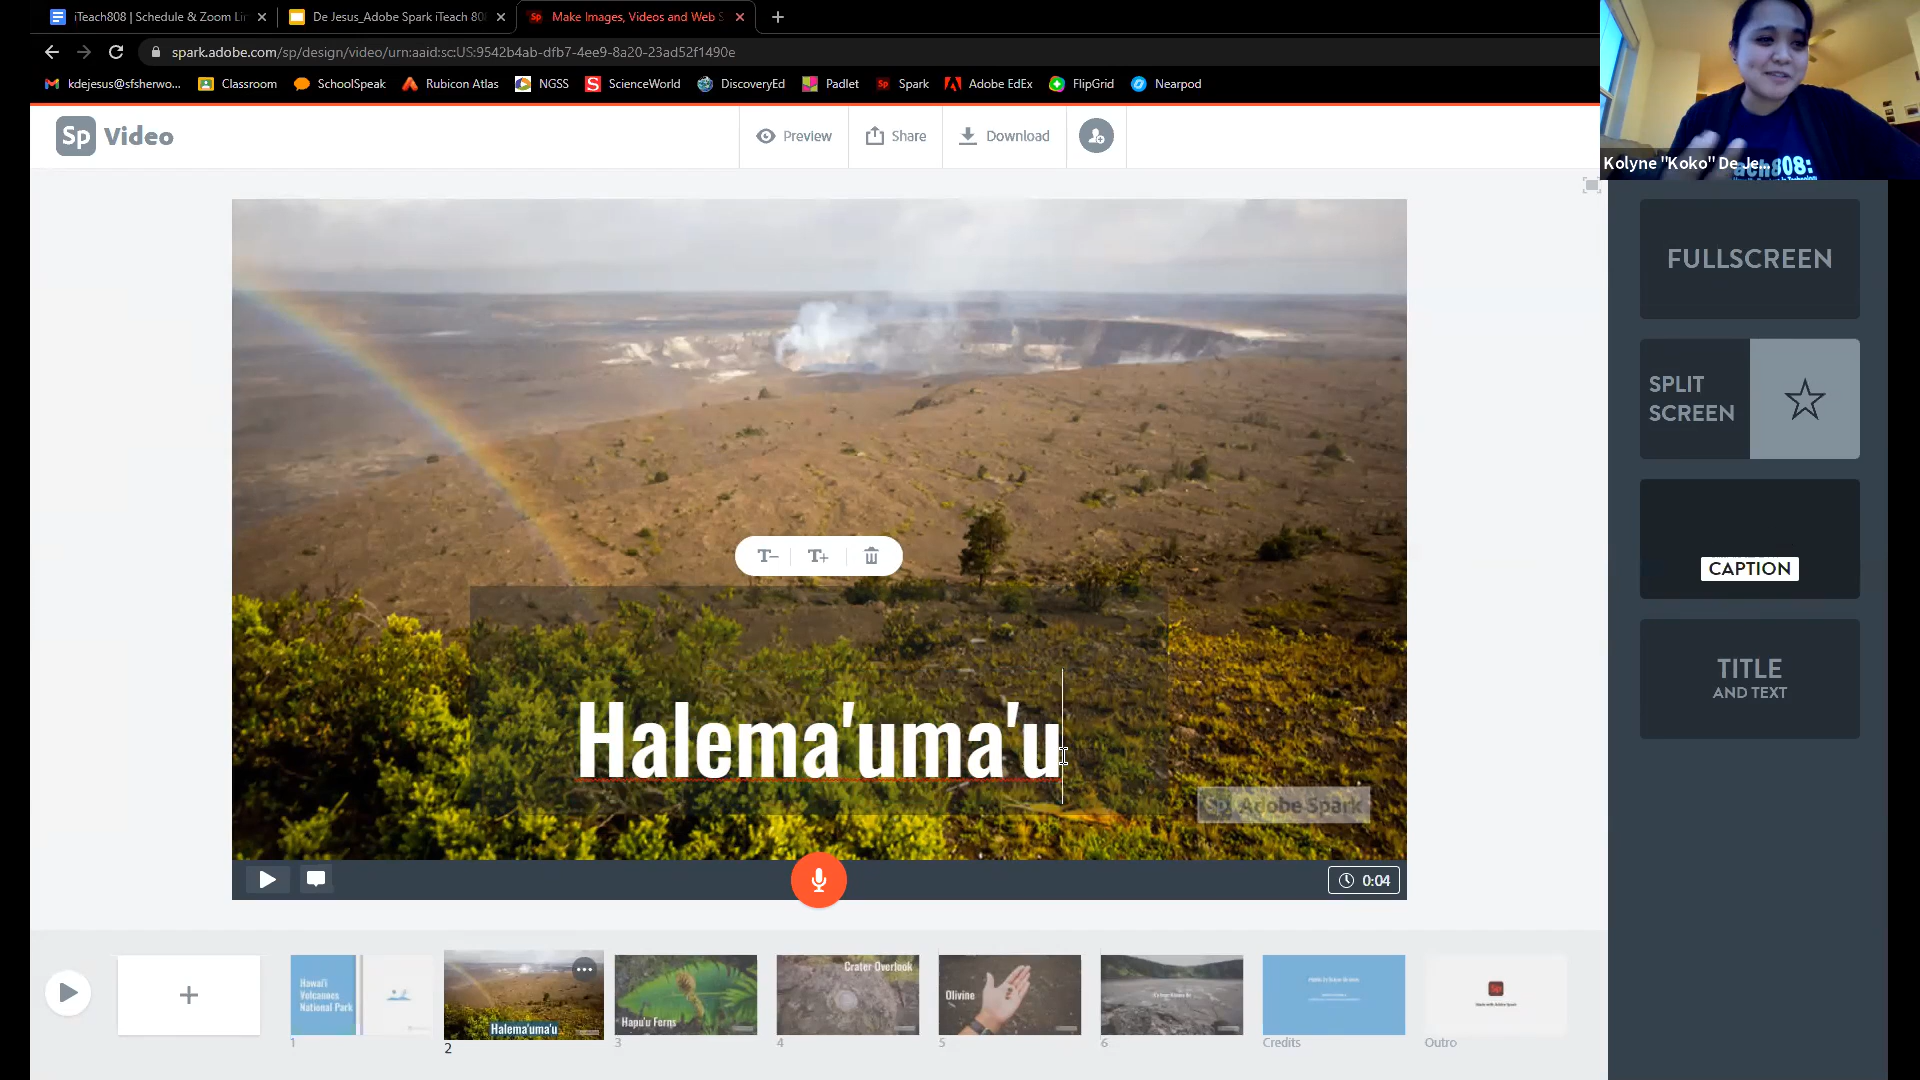 iTeach808 | Schedule & Zoom Li
De Jesus_Adobe Spark iTeach 80
Make Images, Videos and Web S
spark.adobe.com/sp/design/video/urn:aaid:sc:US:9542b4ab-dfb7-4ee9-8a20-23ad52f1490e
kdejesus@sfsherwo... Classroom SchoolSpeak Rubicon Atlas NGSS ScienceWorld DiscoveryEd Padlet Spark Adobe EdEx FlipGrid Nearpod
Sp Video
Preview
Share
Download
Kolyne "Koko" De Je...
ach808:
FULLSCREEN
SPLIT
SCREEN
CAPTION
TITLE
AND TEXT
T- T+
Halema'uma'u
Sp Adobe Spark
0:04
Hawai'i
Volcanoes
National Park
1
Halema'uma'u
2
Hapu'u Ferns
3
Crater Overlook
4
Olivine
5
6
Credits
Outro